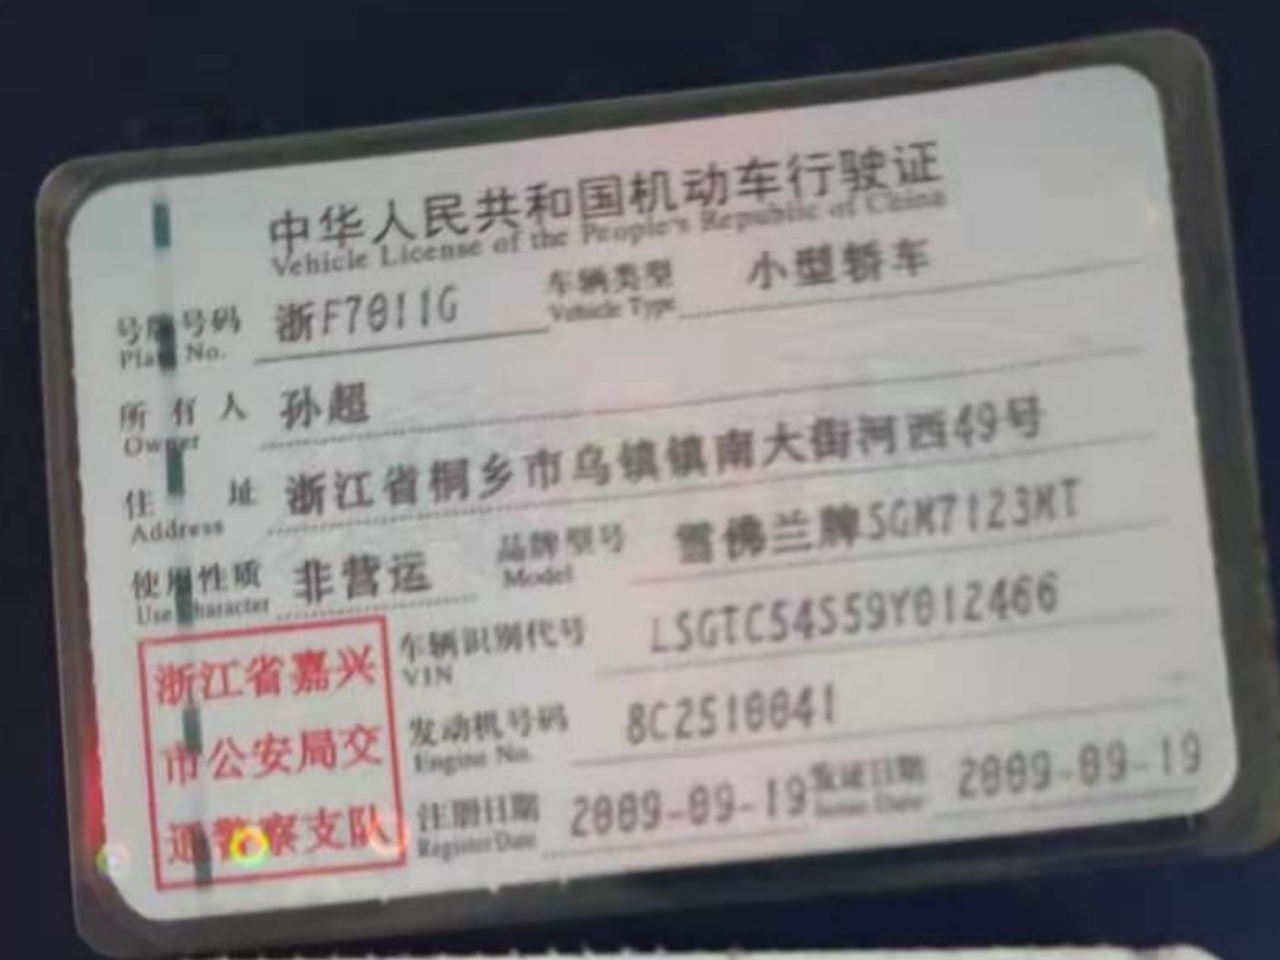 中华人民共和国机动车行驶证
Vehicle License of the People's Republic of China
号牌号码 浙F7011G 车辆类型 小型轿车
Plate No. Vehicle Type
所有人 孙超
Owner
住址 浙江省桐乡市乌镇镇南大街河西49号
Address
使用性质 非营运 品牌型号 雪佛兰牌SGM7123MT
Use Character Model
浙江省嘉兴
市公安局交
通警察支队
车辆识别代号 LSGTC54S59Y012466
VIN
发动机号码 8C2510041
Engine No.
注册日期 2009-09-19 发证日期 2009-09-19
Register Date Issue Date